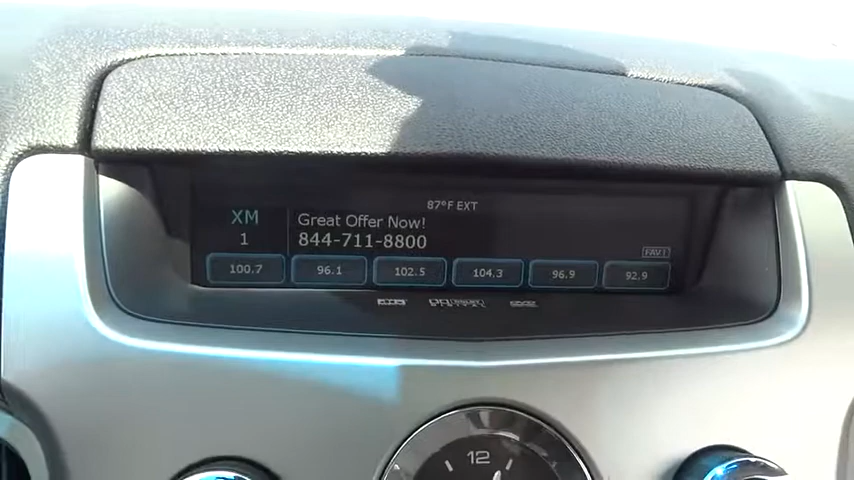 87°F EXT
XM
Great Offer Now!
1
844-711-8800
FAV1
100.7
96.1
102.5
104.3
96.9
92.9
12